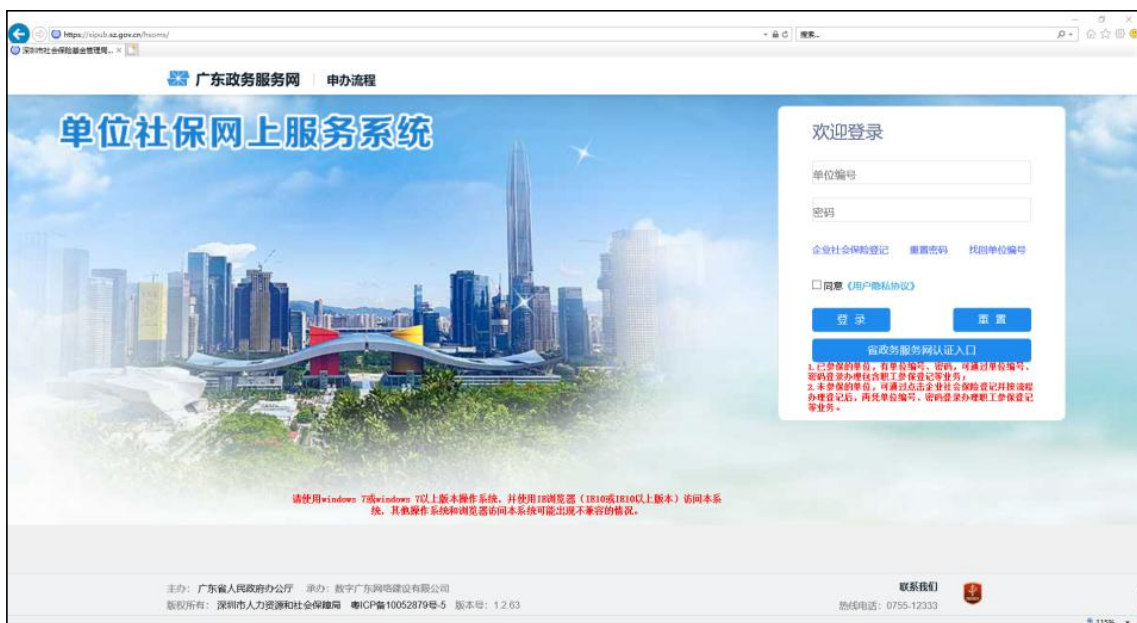 https://sipub.sz.gov.cn/hsoms/
搜索...
深圳市社会保险基金管理局...
广东政务服务网
申办流程
单位社保网上服务系统
欢迎登录
单位编号
密码
企业社会保险登记 重置密码 找回单位编号
同意《用户隐私协议》
登 录
重 置
省政务服务网认证入口
1.已参保的单位，有单位编号、密码，可通过单位编号、
密码登录办理包含职工参保登记等业务；
2.未参保的单位，可通过点击企业社会保险登记并按流程
办理登记后，再凭单位编号、密码登录办理职工参保登记
等业务。
请使用windows 7或windows 7以上版本操作系统，并使用IE浏览器（IE10或IE10以上版本）访问本系
统，其他操作系统和浏览器访问本系统可能出现不兼容的情况。
主办：广东省人民政府办公厅 承办：数字广东网络建设有限公司
版权所有：深圳市人力资源和社会保障局 粤ICP备10052879号-5 版本号：1.2.63
联系我们
热线电话：0755-12333
115%